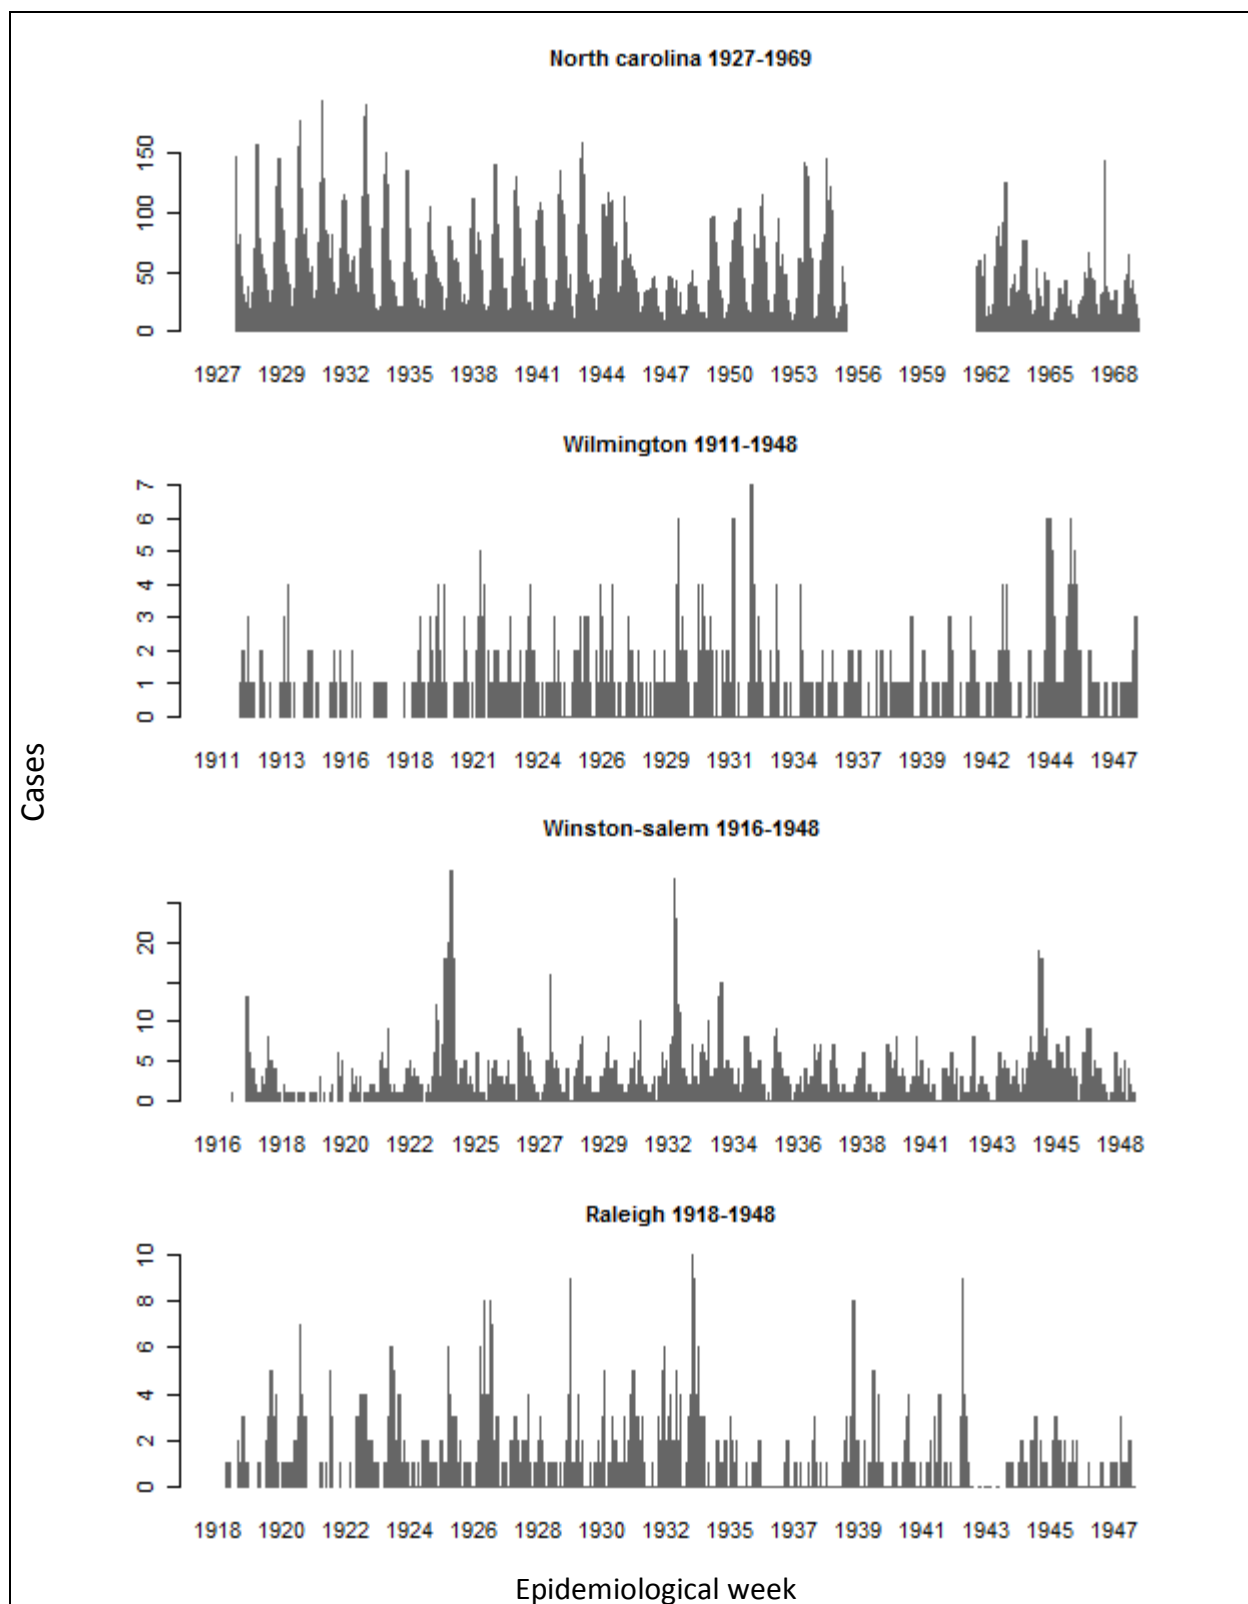 North carolina 1927-1969
150
100
50
0
1927 1929 1932 1935 1938 1941 1944 1947 1950 1953 1956 1959 1962 1965 1968
Wilmington 1911-1948
7
6
5
4
3
2
1
0
1911 1913 1916 1918 1921 1924 1926 1929 1931 1934 1937 1939 1942 1944 1947
Cases
Winston-salem 1916-1948
20
10
5
0
1916 1918 1920 1922 1925 1927 1929 1932 1934 1936 1938 1941 1943 1945 1948
Raleigh 1918-1948
10
8
6
4
2
0
1918 1920 1922 1924 1926 1928 1930 1932 1935 1937 1939 1941 1943 1945 1947
Epidemiological week